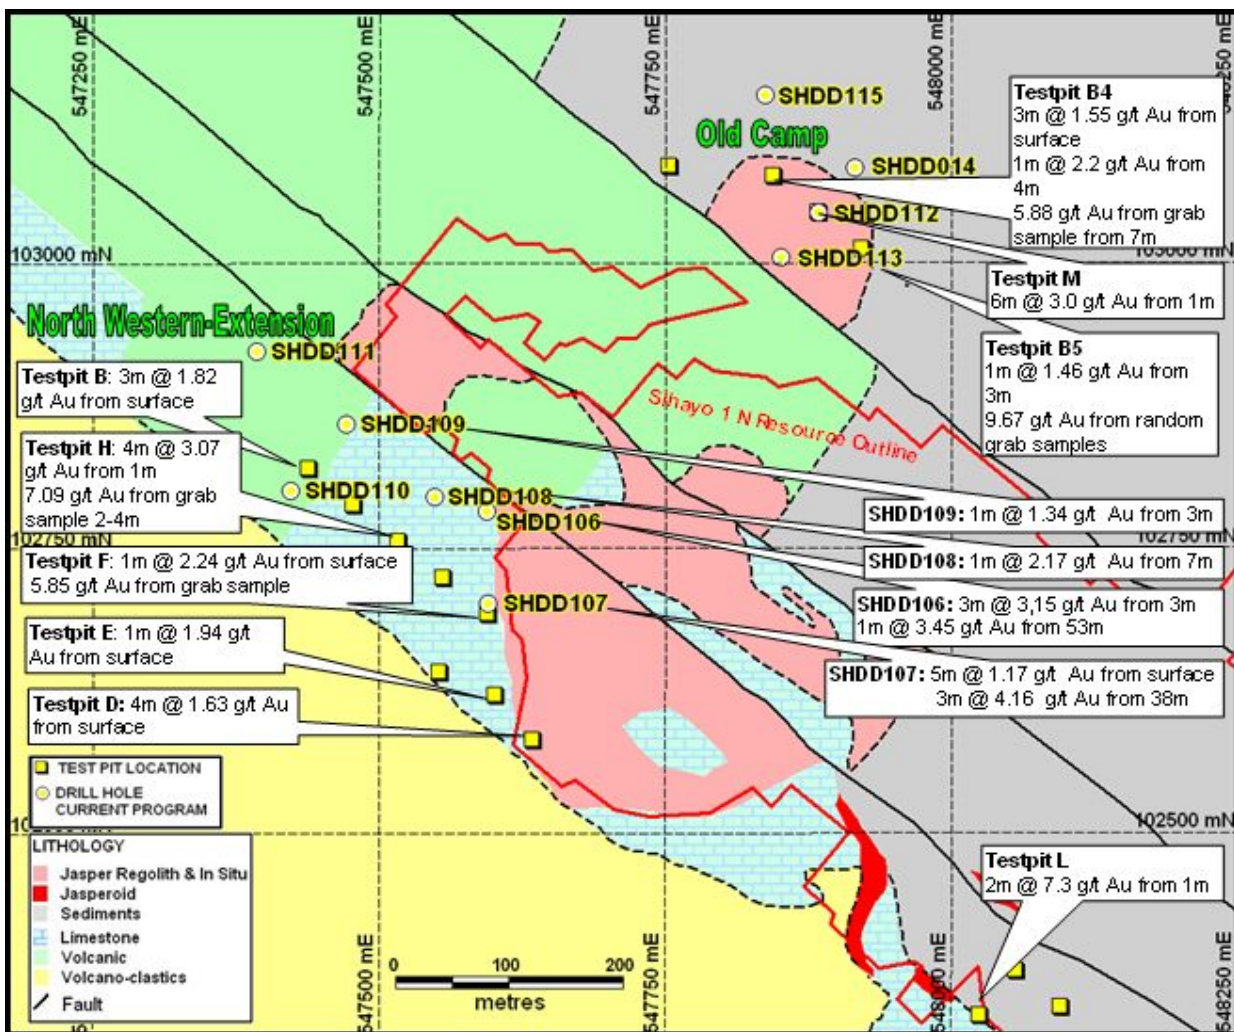 547250 mE
547500 mE
547750 mE
548000 mE
548250 mE
SHDD115
Old Camp
SHDD014
SHDD112
SHDD113
Testpit B4
3m @ 1.55 g/t Au from
surface
1m @ 2.2 g/t Au from
4m
5.88 g/t Au from grab
sample from 7m
103000 mN
103000 mN
Testpit M
6m @ 3.0 g/t Au from 1m
North Western-Extension
SHDD111
Testpit B5
1m @ 1.46 g/t Au from
3m
9.67 g/t Au from random
grab samples
Testpit B: 3m @ 1.82
g/t Au from surface
Sihayo 1 N Resource Outline
SHDD109
Testpit H: 4m @ 3.07
g/t Au from 1m
7.09 g/t Au from grab
sample 2-4m
SHDD110
SHDD108
SHDD106
SHDD109: 1m @ 1.34 g/t Au from 3m
102750 mN
102750 mN
SHDD108: 1m @ 2.17 g/t Au from 7m
Testpit F: 1m @ 2.24 g/t Au from surface
5.85 g/t Au from grab sample
SHDD107
SHDD106: 3m @ 3,15 g/t Au from 3m
1m @ 3.45 g/t Au from 53m
Testpit E: 1m @ 1.94 g/t
Au from surface
SHDD107: 5m @ 1.17 g/t Au from surface
3m @ 4.16 g/t Au from 38m
Testpit D: 4m @ 1.63 g/t Au
from surface
TEST PIT LOCATION
DRILL HOLE
CURRENT PROGRAM
102500 mN
LITHOLOGY
Jasper Regolith & In Situ
Jasperoid
Sediments
Limestone
Volcanic
Volcano-clastics
Fault
Testpit L
2m @ 7.3 g/t Au from 1m
547500 mE
547750 mE
548000 mE
548250 mE
0 100 200
metres